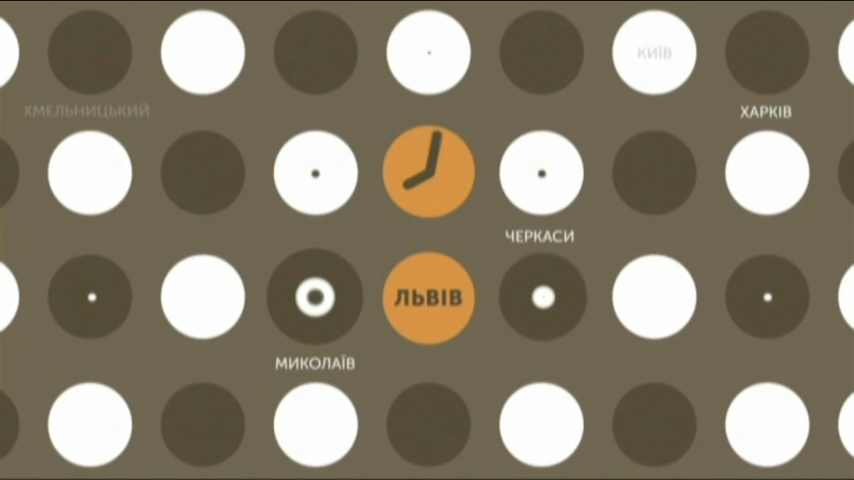 КИЇВ
ХМЕЛЬНИЦЬКИЙ
ХАРКІВ
ЧЕРКАСИ
ЛЬВІВ
МИКОЛАЇВ